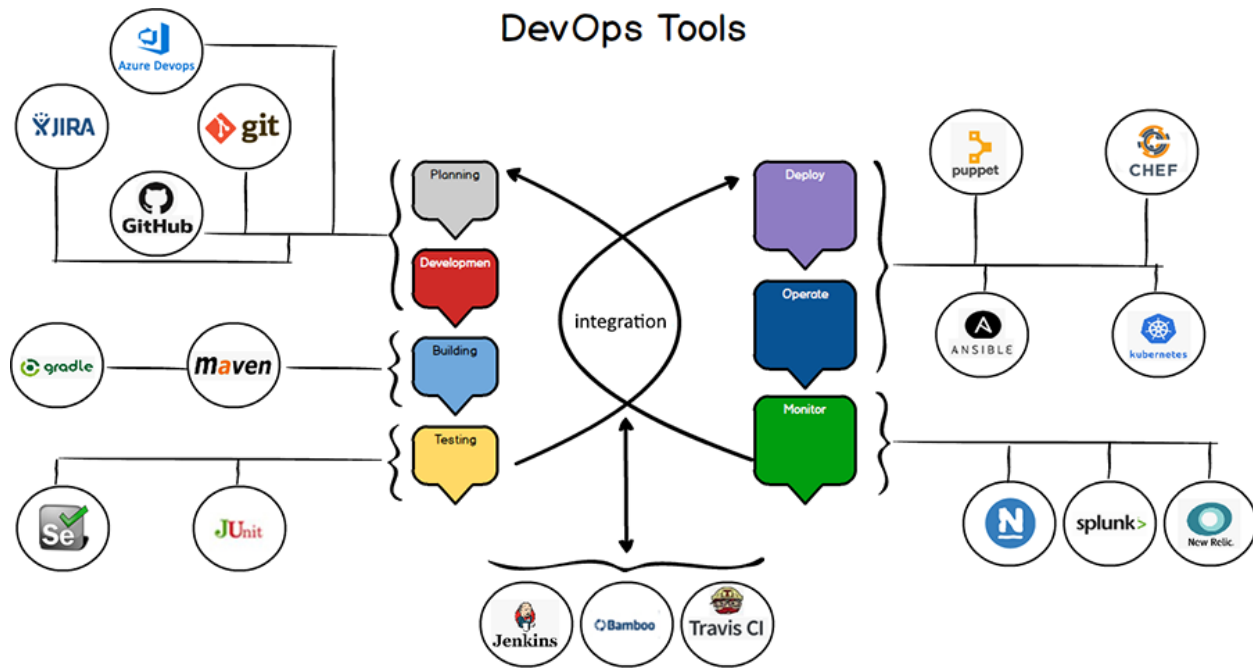 DevOps Tools
Azure Devops
JIRA
git
GitHub
Planning
Developmen
gradle
maven
Building
Testing
Se
JUnit
integration
Deploy
Operate
Monitor
puppet
CHEF
ANSIBLE
kubernetes
N
splunk>
New Relic.
Jenkins
Bamboo
Travis CI